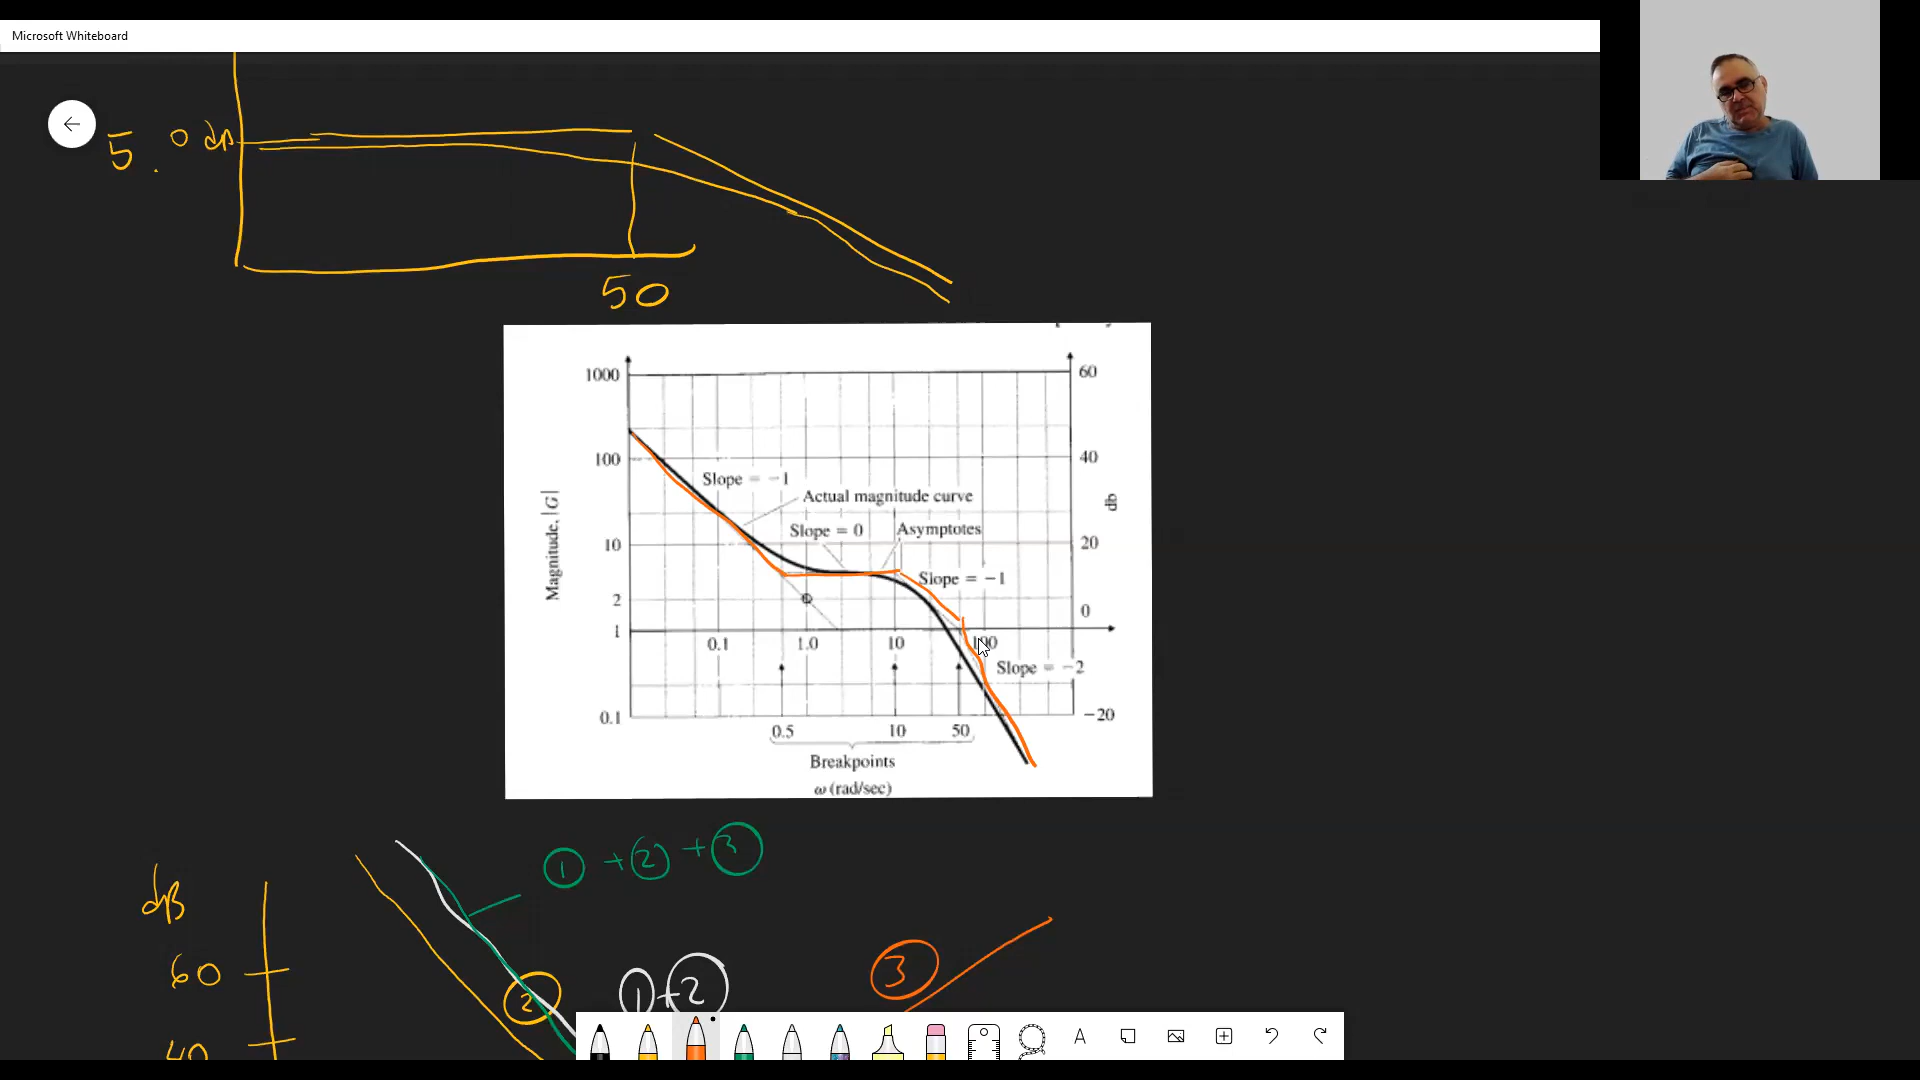 Microsoft Whiteboard
5. 0 dB
50
1000
60
100
40
Slope = -1
Actual magnitude curve
Magnitude, |G|
db
Slope = 0
Asymptotes
10
20
Slope = -1
2
0
1
0.1
1.0
10
100
Slope = -2
0.1
-20
0.5
10
50
Breakpoints
ω (rad/sec)
1 + 2 + 3
dB
60
2
1+2
3
40
A